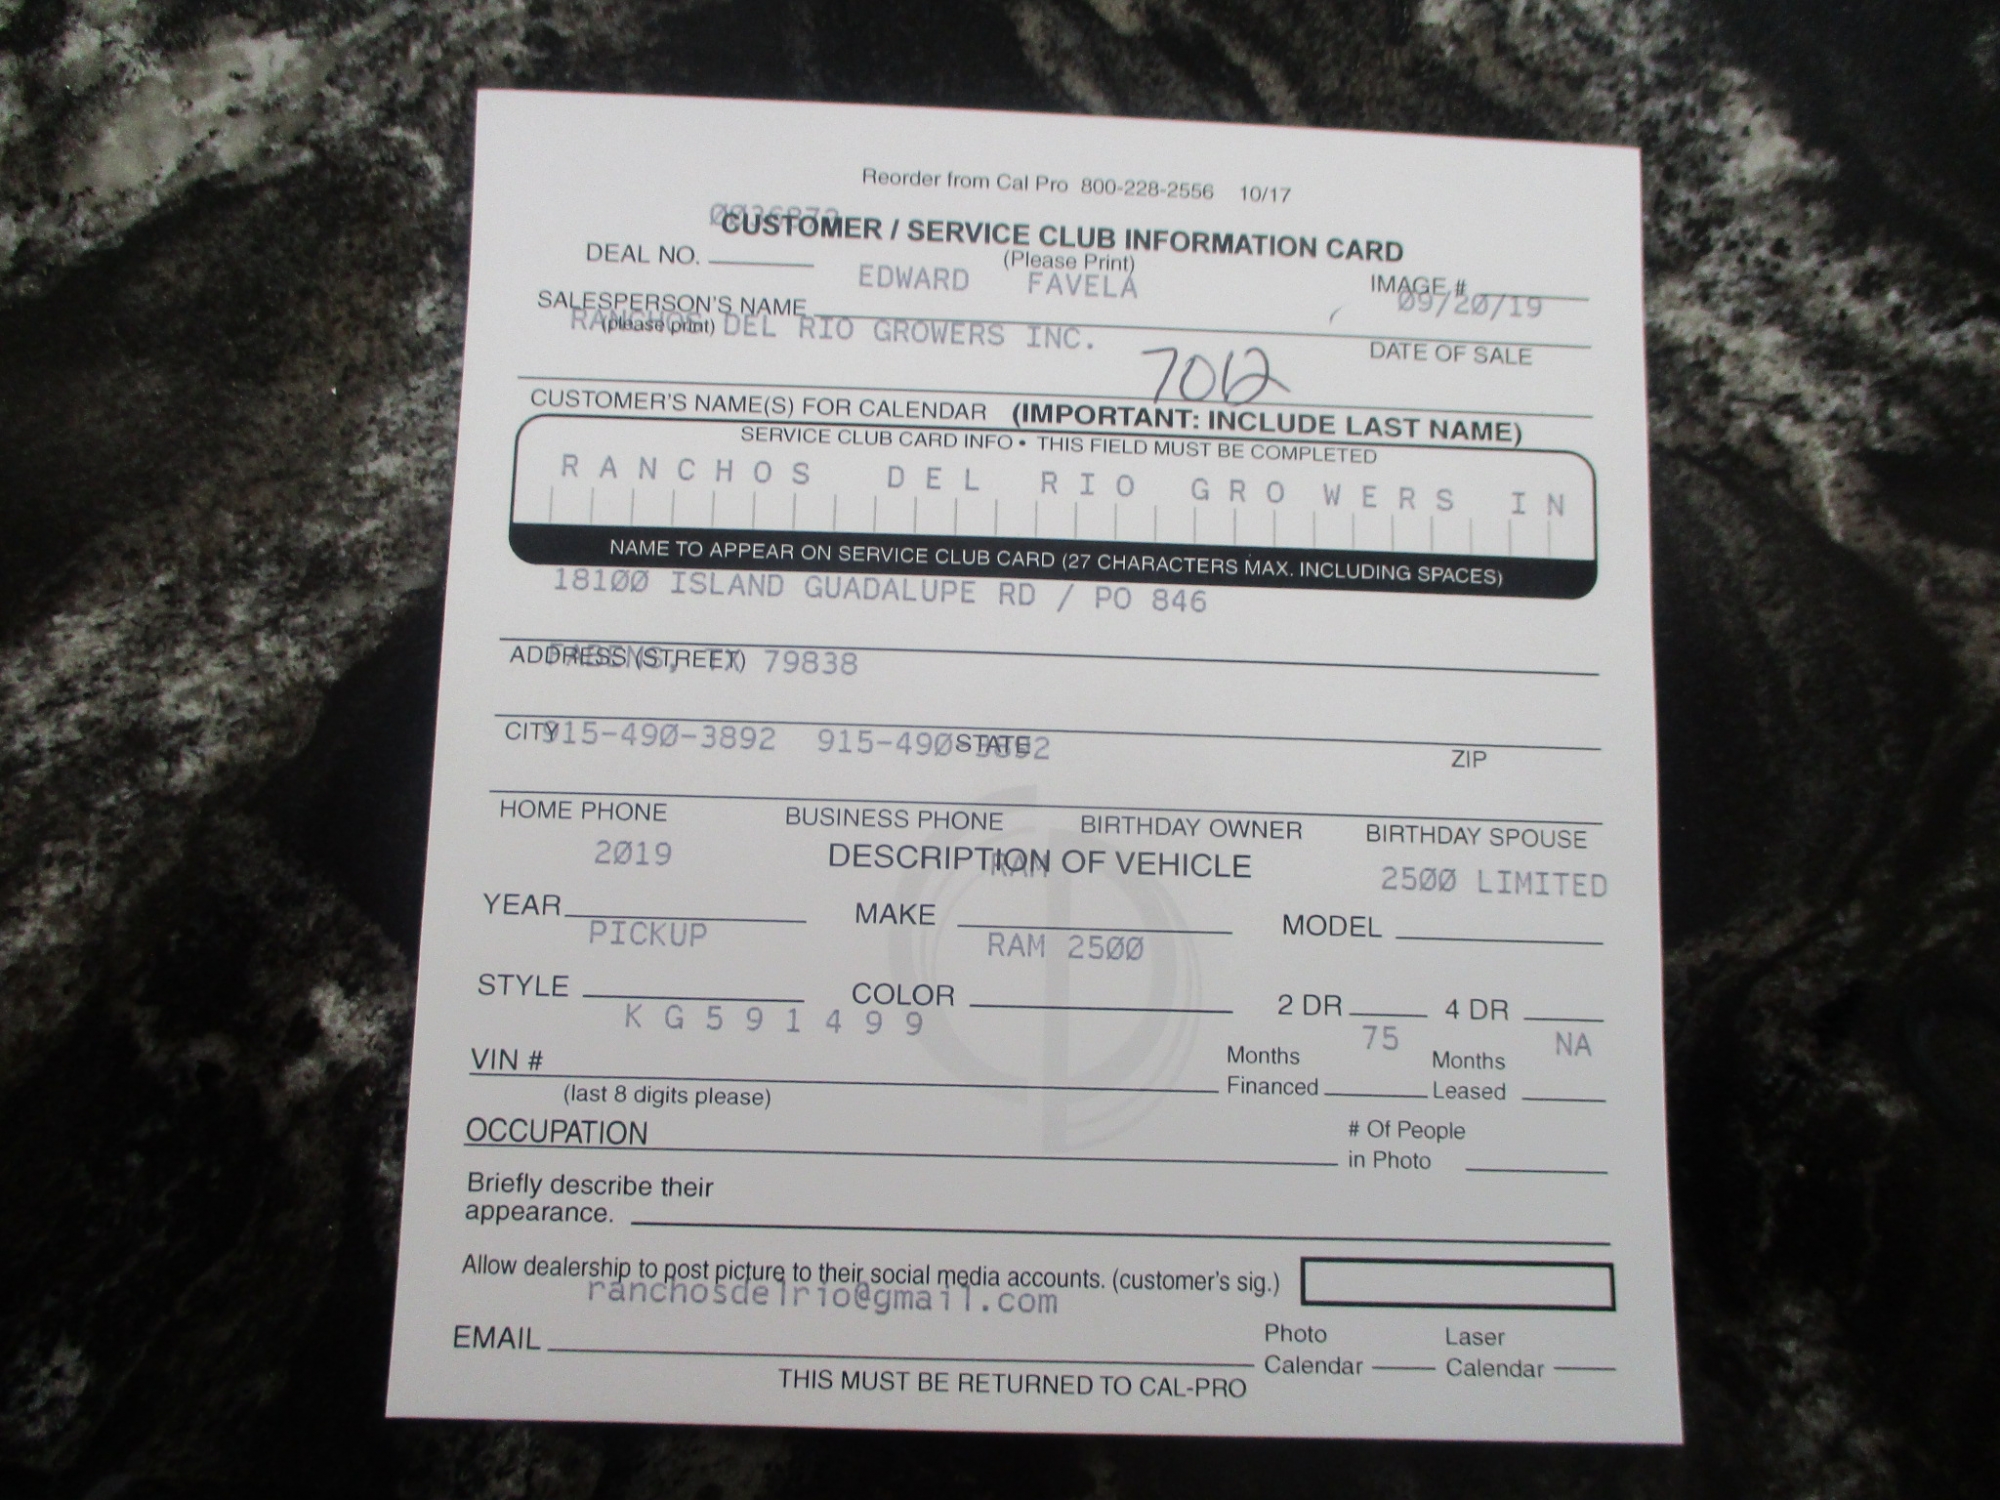 Reorder from Cal Pro 800-228-2556 10/17
CUSTOMER / SERVICE CLUB INFORMATION CARD
DEAL NO.
(Please Print)
EDWARD FAVELA
IMAGE #
09/20/19
SALESPERSON'S NAME
(please print)
RANCHOS DEL RIO GROWERS INC.
7012
DATE OF SALE
CUSTOMER'S NAME(S) FOR CALENDAR (IMPORTANT: INCLUDE LAST NAME)
SERVICE CLUB CARD INFO • THIS FIELD MUST BE COMPLETED
RANCHOS DEL RIO GROWERS IN
NAME TO APPEAR ON SERVICE CLUB CARD (27 CHARACTERS MAX. INCLUDING SPACES)
18100 ISLAND GUADALUPE RD / PO 846
ADDRESS (STREET)
TX 79838
CITY STATE ZIP
915-490-3892 915-490-3892
HOME PHONE BUSINESS PHONE BIRTHDAY OWNER BIRTHDAY SPOUSE
DESCRIPTION OF VEHICLE
2019 RAM 2500 LIMITED
YEAR MAKE MODEL
PICKUP RAM 2500
STYLE COLOR 2 DR 4 DR
KG591499 75 NA
VIN # Months Financed Months Leased
(last 8 digits please)
OCCUPATION # Of People in Photo
Briefly describe their
appearance.
Allow dealership to post picture to their social media accounts. (customer's sig.)
ranchosdelrio@gmail.com
EMAIL Photo Calendar Laser Calendar
THIS MUST BE RETURNED TO CAL-PRO